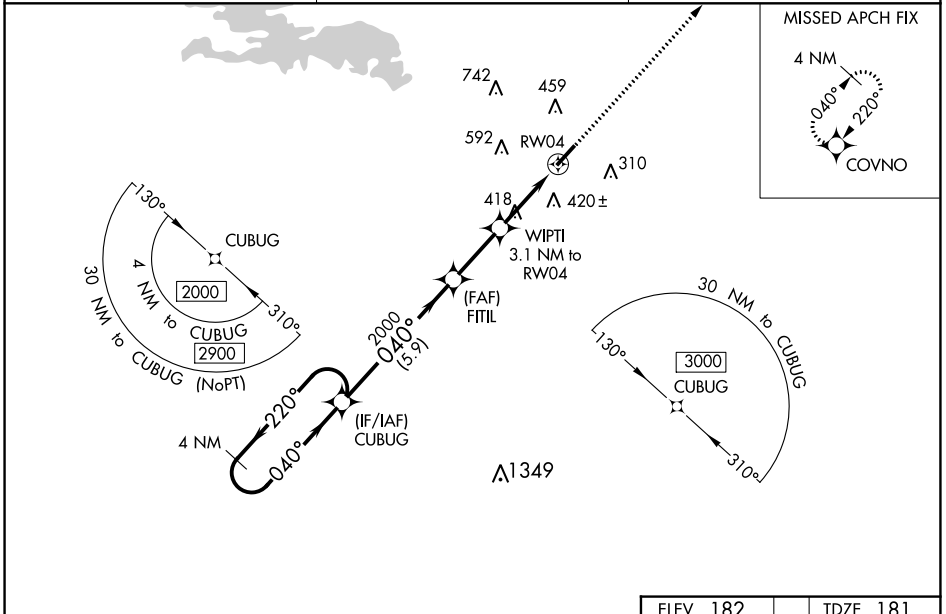 MISSED APCH FIX
4 NM
040°
220°
COVNO
742
459
592
RW04
310
418
420 ±
WIPTI
3.1 NM to
RW04
(FAF)
FITIL
2000
040°
(5.9)
(IF/IAF)
CUBUG
220°
040°
4 NM
1349
130°
CUBUG
2000
4 NM to CUBUG
310°
2900
30 NM to CUBUG (NoPT)
30 NM to CUBUG
130°
3000
CUBUG
310°
ELEV 182
TDZE 181